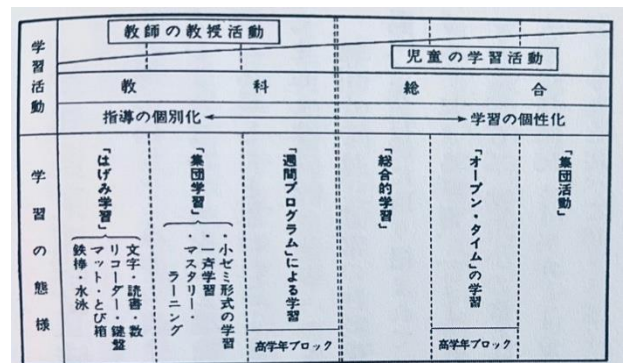 学習活動
教師の教授活動
児童の学習活動
教科
総合
指導の個別化
学習の個性化
学習の態様
「はげみ学習」
文字・読書・数
リコーダー・鍵盤
マット・とび箱
鉄棒・水泳
「集団学習」
・小ゼミ形式の学習
・一斉学習
・マスタリー・
ラーニング
「週間プログラム」による学習
高学年ブロック
「総合的学習」
「オープン・タイム」の学習
高学年ブロック
「集団活動」